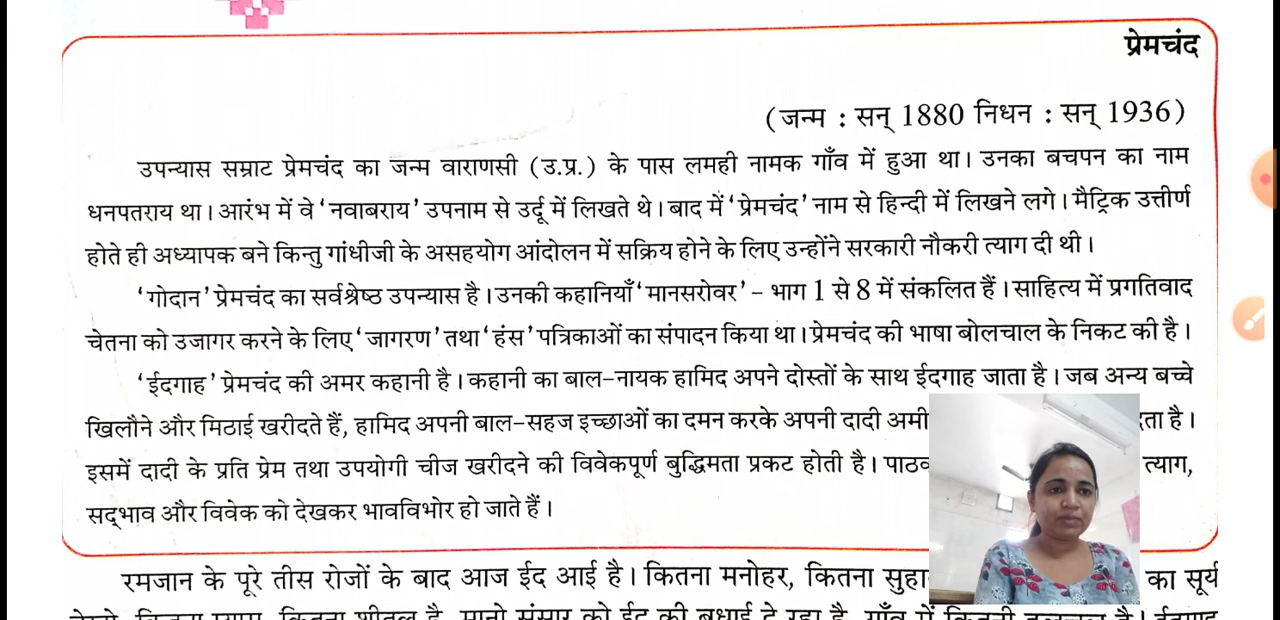 प्रेमचंद
(जन्म : सन् 1880 निधन : सन् 1936)
उपन्यास सम्राट प्रेमचंद का जन्म वाराणसी (उ.प्र.) के पास लमही नामक गाँव में हुआ था। उनका बचपन का नाम
धनपतराय था। आरंभ में वे ‘नवाबराय’ उपनाम से उर्दू में लिखते थे। बाद में ‘प्रेमचंद’ नाम से हिन्दी में लिखने लगे। मैट्रिक उत्तीर्ण
होते ही अध्यापक बने किन्तु गांधीजी के असहयोग आंदोलन में सक्रिय होने के लिए उन्होंने सरकारी नौकरी त्याग दी थी।
‘गोदान’ प्रेमचंद का सर्वश्रेष्ठ उपन्यास है। उनकी कहानियाँ ‘मानसरोवर’ – भाग 1 से 8 में संकलित हैं। साहित्य में प्रगतिवाद
चेतना को उजागर करने के लिए ‘जागरण’ तथा ‘हंस’ पत्रिकाओं का संपादन किया था। प्रेमचंद की भाषा बोलचाल के निकट की है।
‘ईदगाह’ प्रेमचंद की अमर कहानी है। कहानी का बाल-नायक हामिद अपने दोस्तों के साथ ईदगाह जाता है। जब अन्य बच्चे
खिलौने और मिठाई खरीदते हैं, हामिद अपनी बाल-सहज इच्छाओं का दमन करके अपनी दादी है।
इसमें दादी के प्रति प्रेम तथा उपयोगी चीज खरीदने की विवेकपूर्ण बुद्धिमता प्रकट होती है। त्याग,
सद्‌भाव और विवेक को देखकर भावविभोर हो जाते हैं।
रमजान के पूरे तीस रोजों के बाद आज ईद आई है। कितना मनोहर, कितना का सूर्य